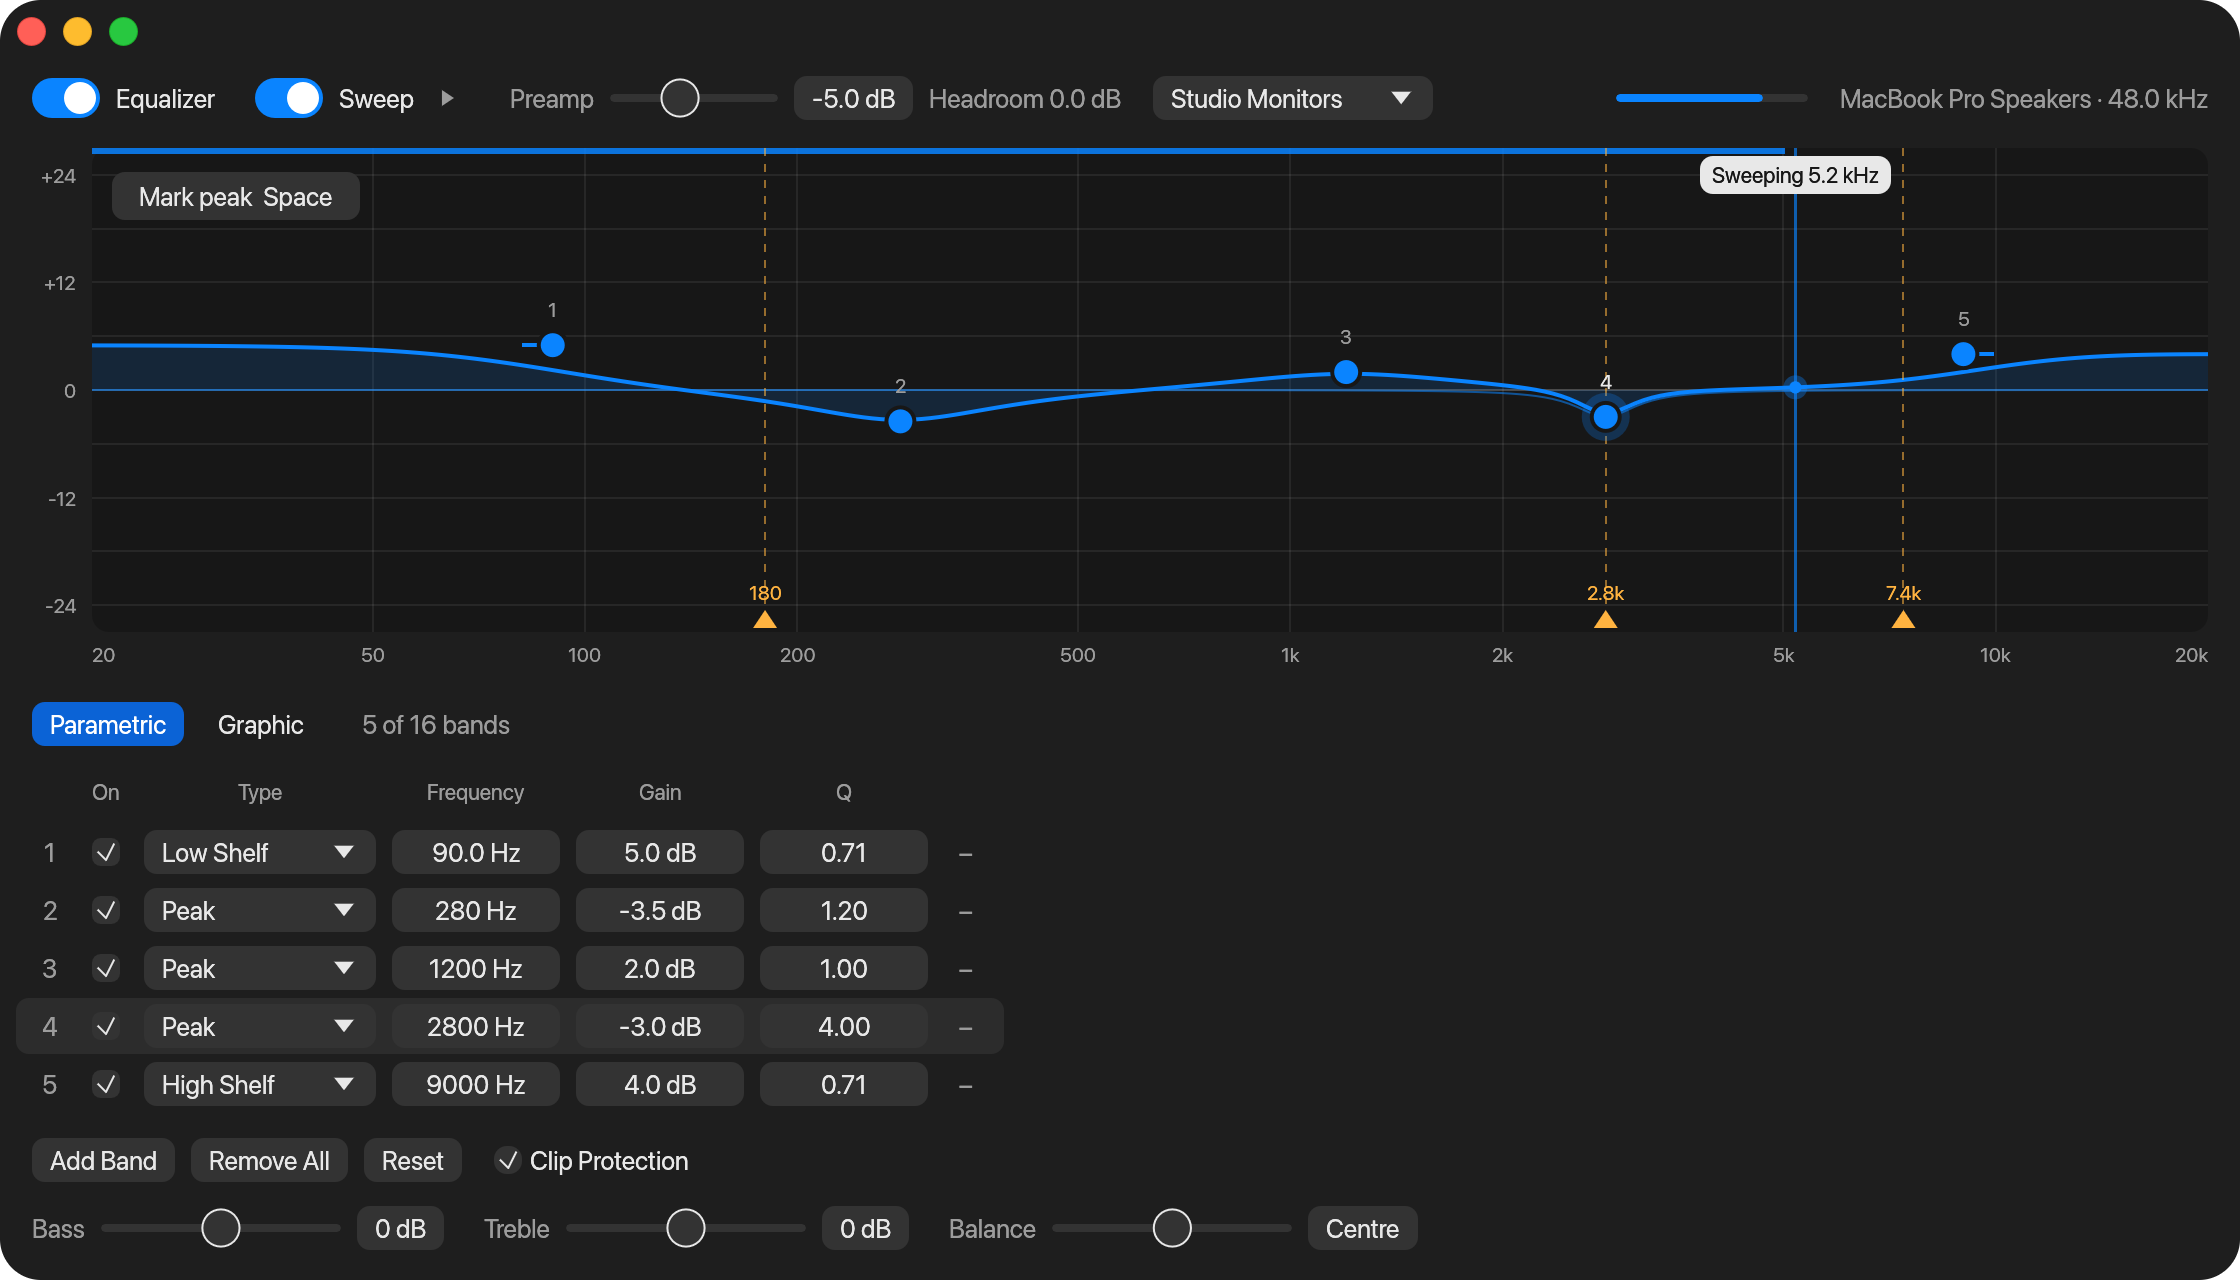 Equalizer Sweep Preamp -5.0 dB Headroom 0.0 dB Studio Monitors MacBook Pro Speakers · 48.0 kHz
Mark peak Space
Sweeping 5.2 kHz
+24
+12
0
-12
-24
1
2
3
4
5
180
2.8k
7.4k
20 50 100 200 500 1k 2k 5k 10k 20k
Parametric Graphic 5 of 16 bands
On Type Frequency Gain Q
1 Low Shelf 90.0 Hz 5.0 dB 0.71 –
2 Peak 280 Hz -3.5 dB 1.20 –
3 Peak 1200 Hz 2.0 dB 1.00 –
4 Peak 2800 Hz -3.0 dB 4.00 –
5 High Shelf 9000 Hz 4.0 dB 0.71 –
Add Band Remove All Reset Clip Protection
Bass 0 dB Treble 0 dB Balance Centre